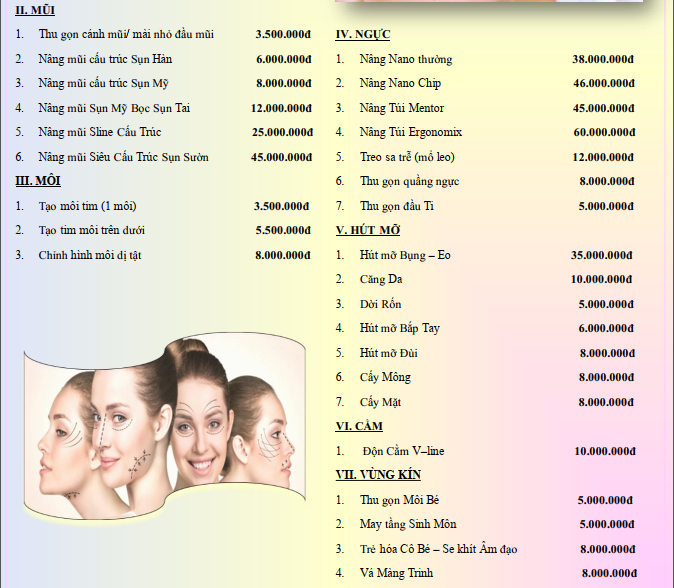 II. MŨI
1. Thu gọn cánh mũi/ mài nhỏ đầu mũi 3.500.000đ
2. Nâng mũi cấu trúc Sụn Hàn 6.000.000đ
3. Nâng mũi cấu trúc Sụn Mỹ 8.000.000đ
4. Nâng mũi Sụn Mỹ Bọc Sụn Tai 12.000.000đ
5. Nâng mũi Sline Cấu Trúc 25.000.000đ
6. Nâng mũi Siêu Cấu Trúc Sụn Sườn 45.000.000đ
III. MÔI
1. Tạo môi tim (1 môi) 3.500.000đ
2. Tạo tim môi trên dưới 5.500.000đ
3. Chỉnh hình môi dị tật 8.000.000đ
IV. NGỰC
1. Nâng Nano thường 38.000.000đ
2. Nâng Nano Chip 46.000.000đ
3. Nâng Túi Mentor 45.000.000đ
4. Nâng Túi Ergonomix 60.000.000đ
5. Treo sa trễ (mổ leo) 12.000.000đ
6. Thu gọn quầng ngực 8.000.000đ
7. Thu gọn đầu Ti 5.000.000đ
V. HÚT MỠ
1. Hút mỡ Bụng – Eo 35.000.000đ
2. Căng Da 10.000.000đ
3. Dời Rốn 5.000.000đ
4. Hút mỡ Bắp Tay 6.000.000đ
5. Hút mỡ Đùi 8.000.000đ
6. Cấy Mông 8.000.000đ
7. Cấy Mặt 8.000.000đ
VI. CẰM
1. Độn Cằm V–line 10.000.000đ
VII. VÙNG KÍN
1. Thu gọn Môi Bé 5.000.000đ
2. May tầng Sinh Môn 5.000.000đ
3. Trẻ hóa Cô Bé – Se khít Âm đạo 8.000.000đ
4. Vá Màng Trinh 8.000.000đ